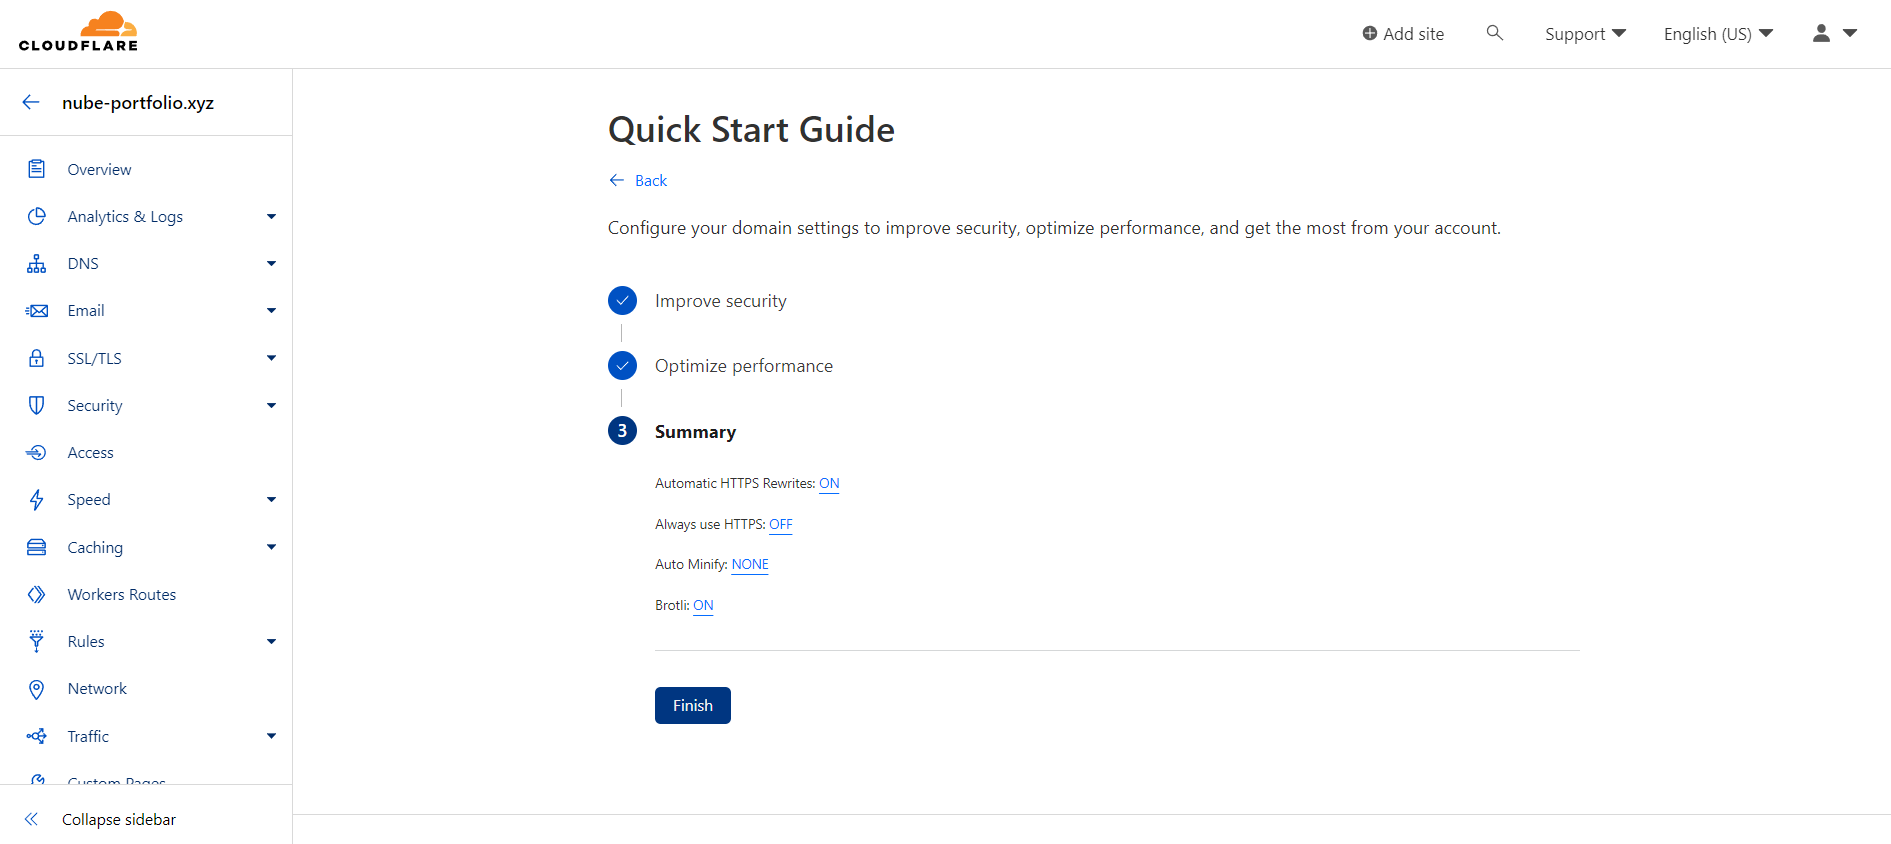 CLOUDFLARE
Add site
Support
English (US)
nube-portfolio.xyz
Overview
Analytics & Logs
DNS
Email
SSL/TLS
Security
Access
Speed
Caching
Workers Routes
Rules
Network
Traffic
Custom Pages
Collapse sidebar
Quick Start Guide
Back
Configure your domain settings to improve security, optimize performance, and get the most from your account.
Improve security
Optimize performance
3 Summary
Automatic HTTPS Rewrites: ON
Always use HTTPS: OFF
Auto Minify: NONE
Brotli: ON
Finish